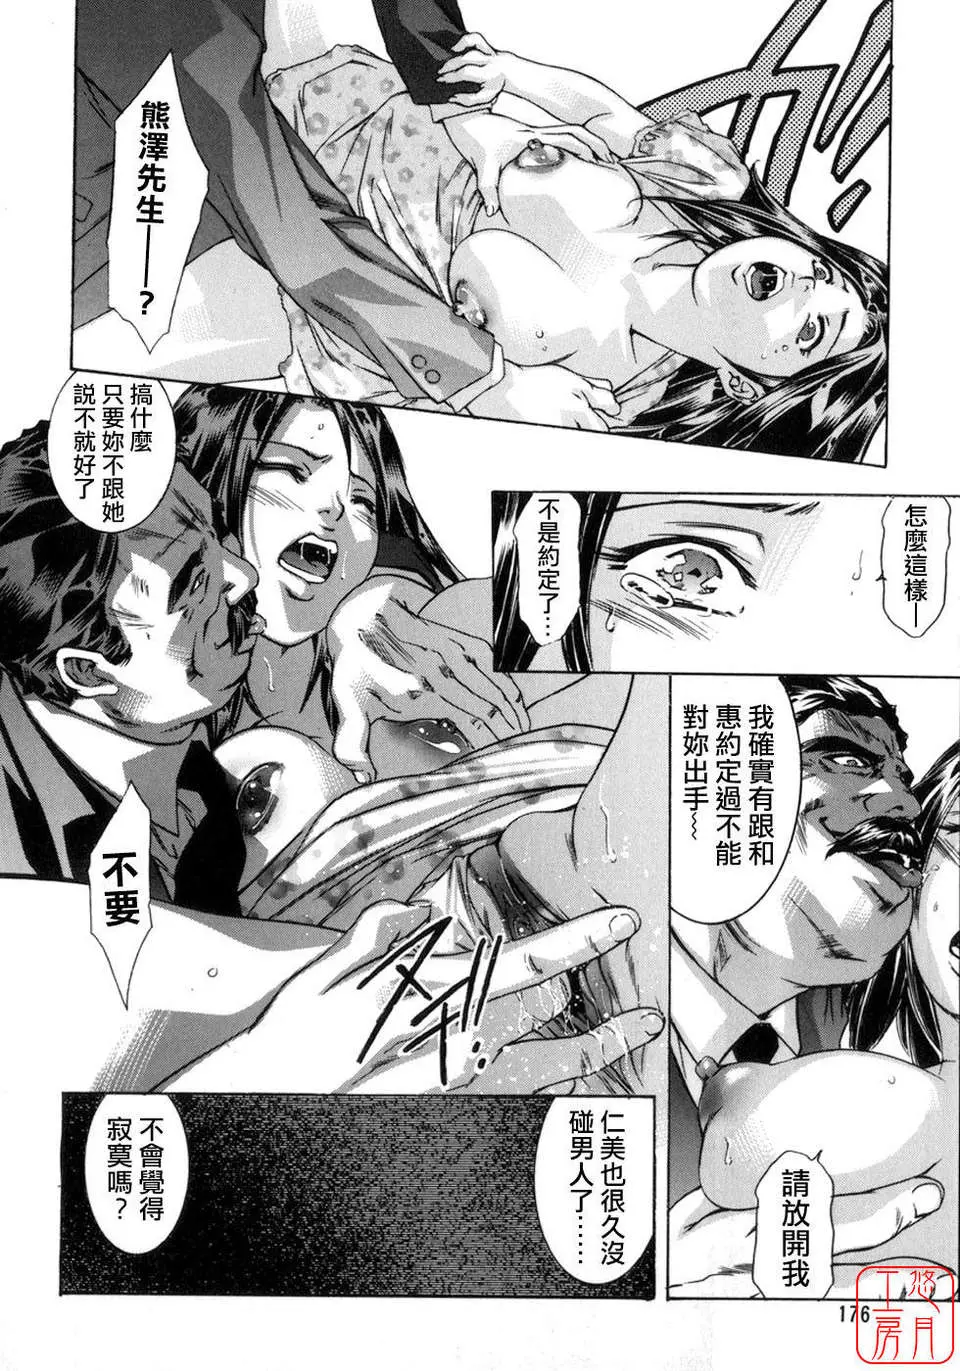 ガバ
熊澤先生——？
怎麼這樣—
不是約定了…
搞什麼
只要妳不跟她
説不就好了
我確實有跟和
惠約定過不能
對妳出手～
不要
請放開我
仁美也很久沒
碰男人了……
不會覺得
寂寞嗎？
176
悠月
工房